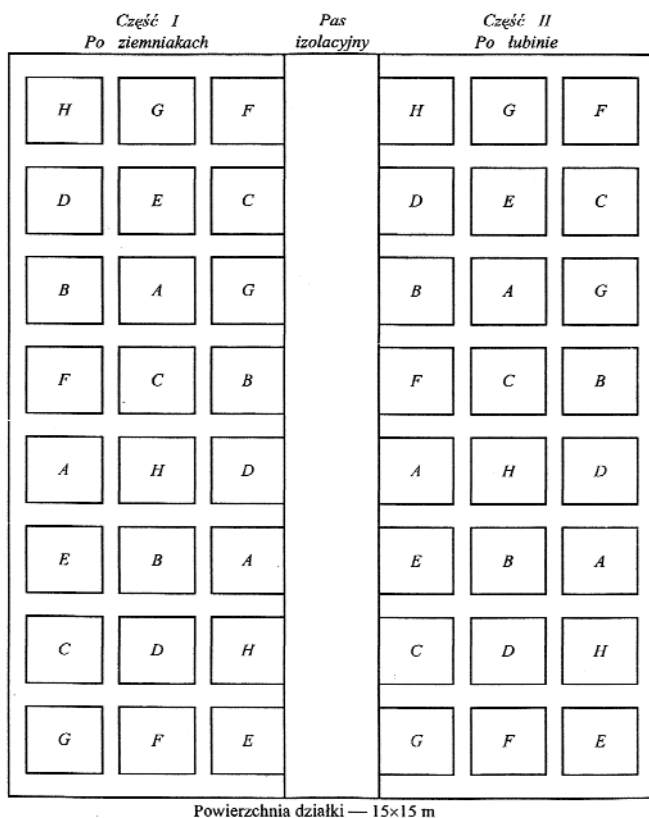 Część I Pas Część II
Po ziemniakach izolacyjny Po łubinie
H G F H G F
D E C D E C
B A G B A G
F C B F C B
A H D A H D
E B A E B A
C D H C D H
G F E G F E
Powierzchnia działki — 15×15 m